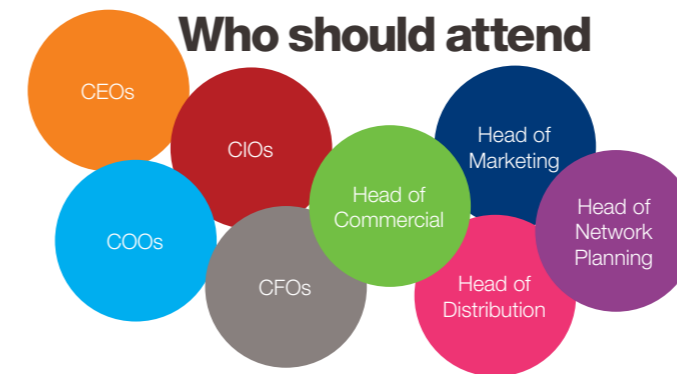 Who should attend
CEOs
CIOs
Head of
Marketing
Head of
Commercial
Head of
Network
Planning
COOs
CFOs
Head of
Distribution